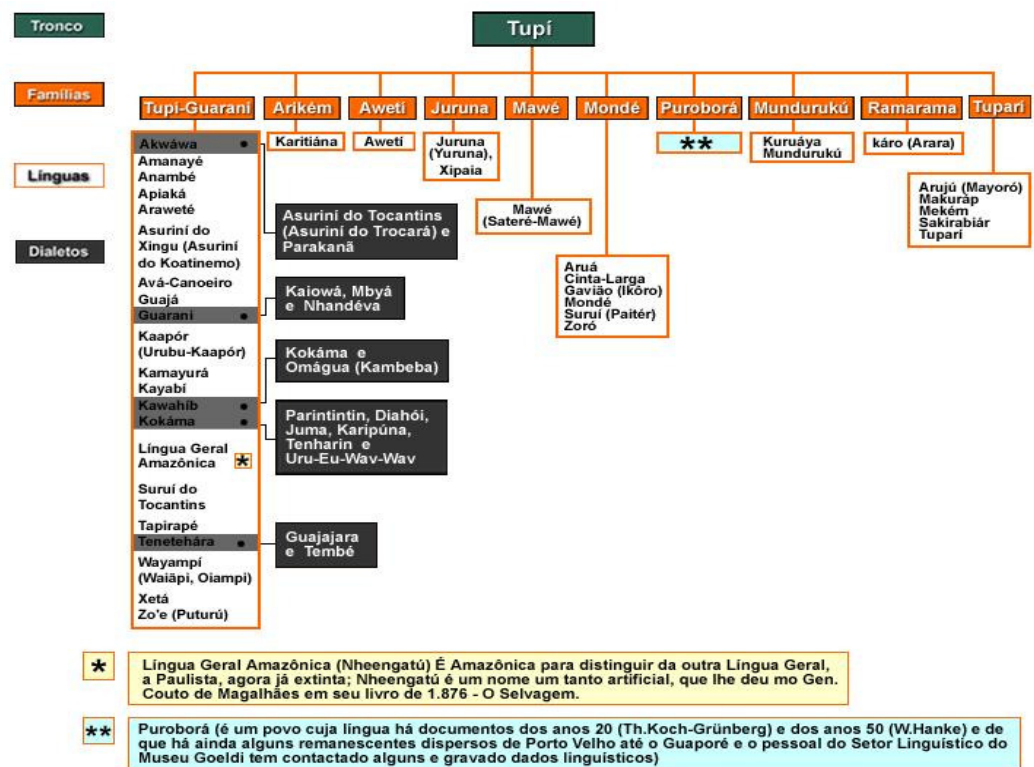 Tronco
Tupí
Famílias
Tupi-Guarani
Arikém
Awetí
Juruna
Mawé
Mondé
Puroborá
Mundurukú
Ramarama
Tuparí
Línguas
Dialetos
Akwáwa
Amanayé
Anambé
Apiaká
Araweté
Asuriní do
Xingu (Asuriní
do Koatinemo)
Avá-Canoeiro
Guajá
Guarani
Kaapór
(Urubu-Kaapór)
Kamayurá
Kayabí
Kawahíb
Kokáma
Língua Geral
Amazônica *
Suruí do
Tocantins
Tapirapé
Tenetehára
Wayampí
(Waiãpi, Oiampi)
Xetá
Zo'e (Puturú)
Asuriní do Tocantins
(Asuriní do Trocará) e
Parakanã
Kaiowá, Mbyá
e Nhandéva
Kokáma e
Omágua (Kambeba)
Parintintin, Diahói,
Juma, Karipúna,
Tenharin e
Uru-Eu-Wav-Wav
Guajajara
e Tembé
Karitiána
Awetí
Juruna
(Yuruna),
Xipaia
Mawé
(Sateré-Mawé)
Aruá
Cinta-Larga
Gavião (Ikôro)
Mondé
Suruí (Paitér)
Zoró
**
Kuruáya
Mundurukú
káro (Arara)
Arujú (Mayoró)
Makuráp
Mekém
Sakirabiár
Tuparí
*
Língua Geral Amazônica (Nheengatú) É Amazônica para distinguir da outra Língua Geral,
a Paulista, agora já extinta; Nheengatú é um nome um tanto artificial, que lhe deu mo Gen.
Couto de Magalhães em seu livro de 1.876 - O Selvagem.
**
Puroborá (é um povo cuja língua há documentos dos anos 20 (Th.Koch-Grünberg) e dos anos 50 (W.Hanke) e de
que há ainda alguns remanescentes dispersos de Porto Velho até o Guaporé e o pessoal do Setor Linguístico do
Museu Goeldi tem contactado alguns e gravado dados linguísticos)